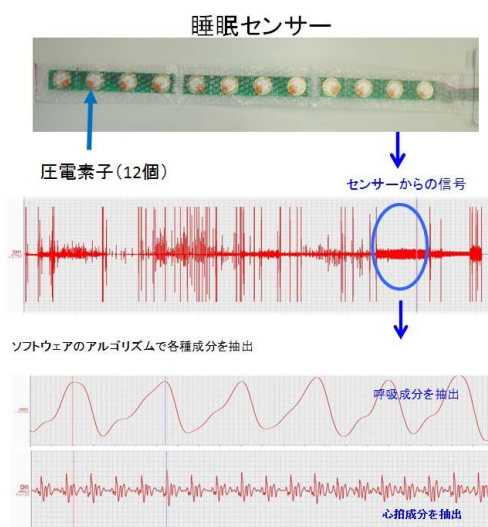 睡眠センサー
圧電素子(12個)
センサーからの信号
ソフトウェアのアルゴリズムで各種成分を抽出
呼吸成分を抽出
心拍成分を抽出